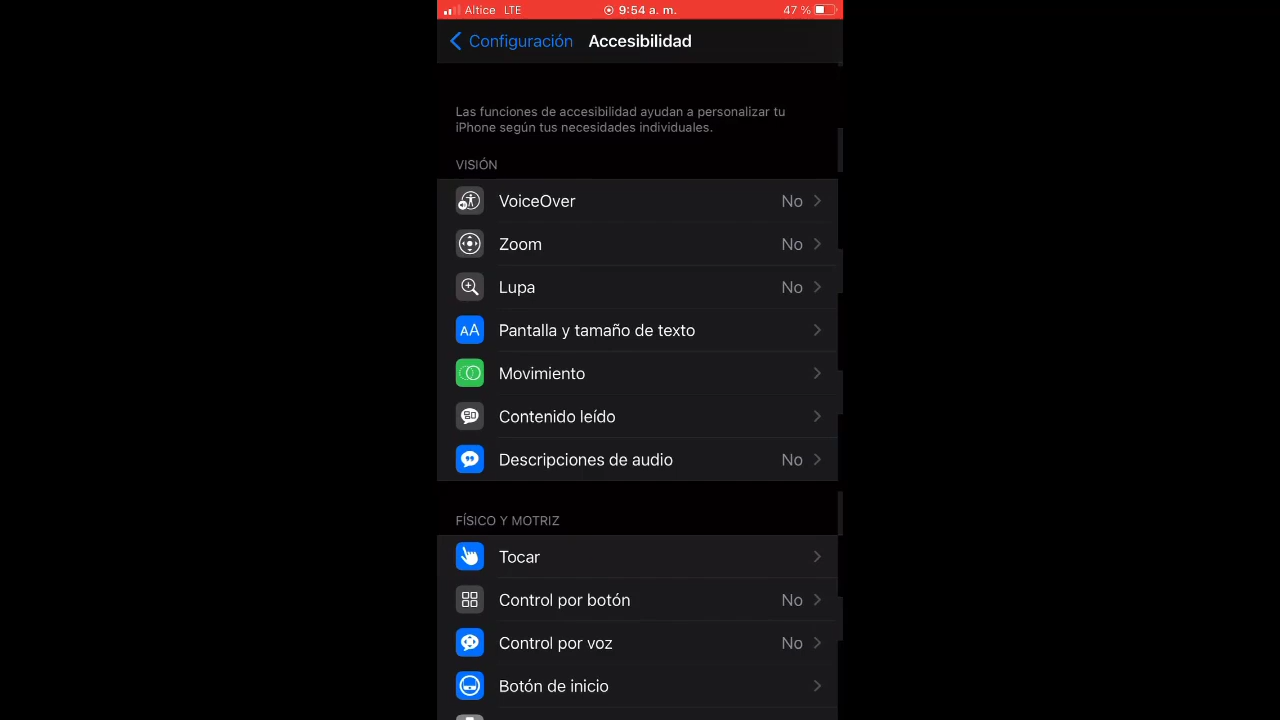 Altice LTE 9:54 a. m. 47 %
Configuración Accesibilidad
Las funciones de accesibilidad ayudan a personalizar tu
iPhone según tus necesidades individuales.
VISIÓN
VoiceOver No
Zoom No
Lupa No
AA Pantalla y tamaño de texto
Movimiento
Contenido leído
Descripciones de audio No
FÍSICO Y MOTRIZ
Tocar
Control por botón No
Control por voz No
Botón de inicio